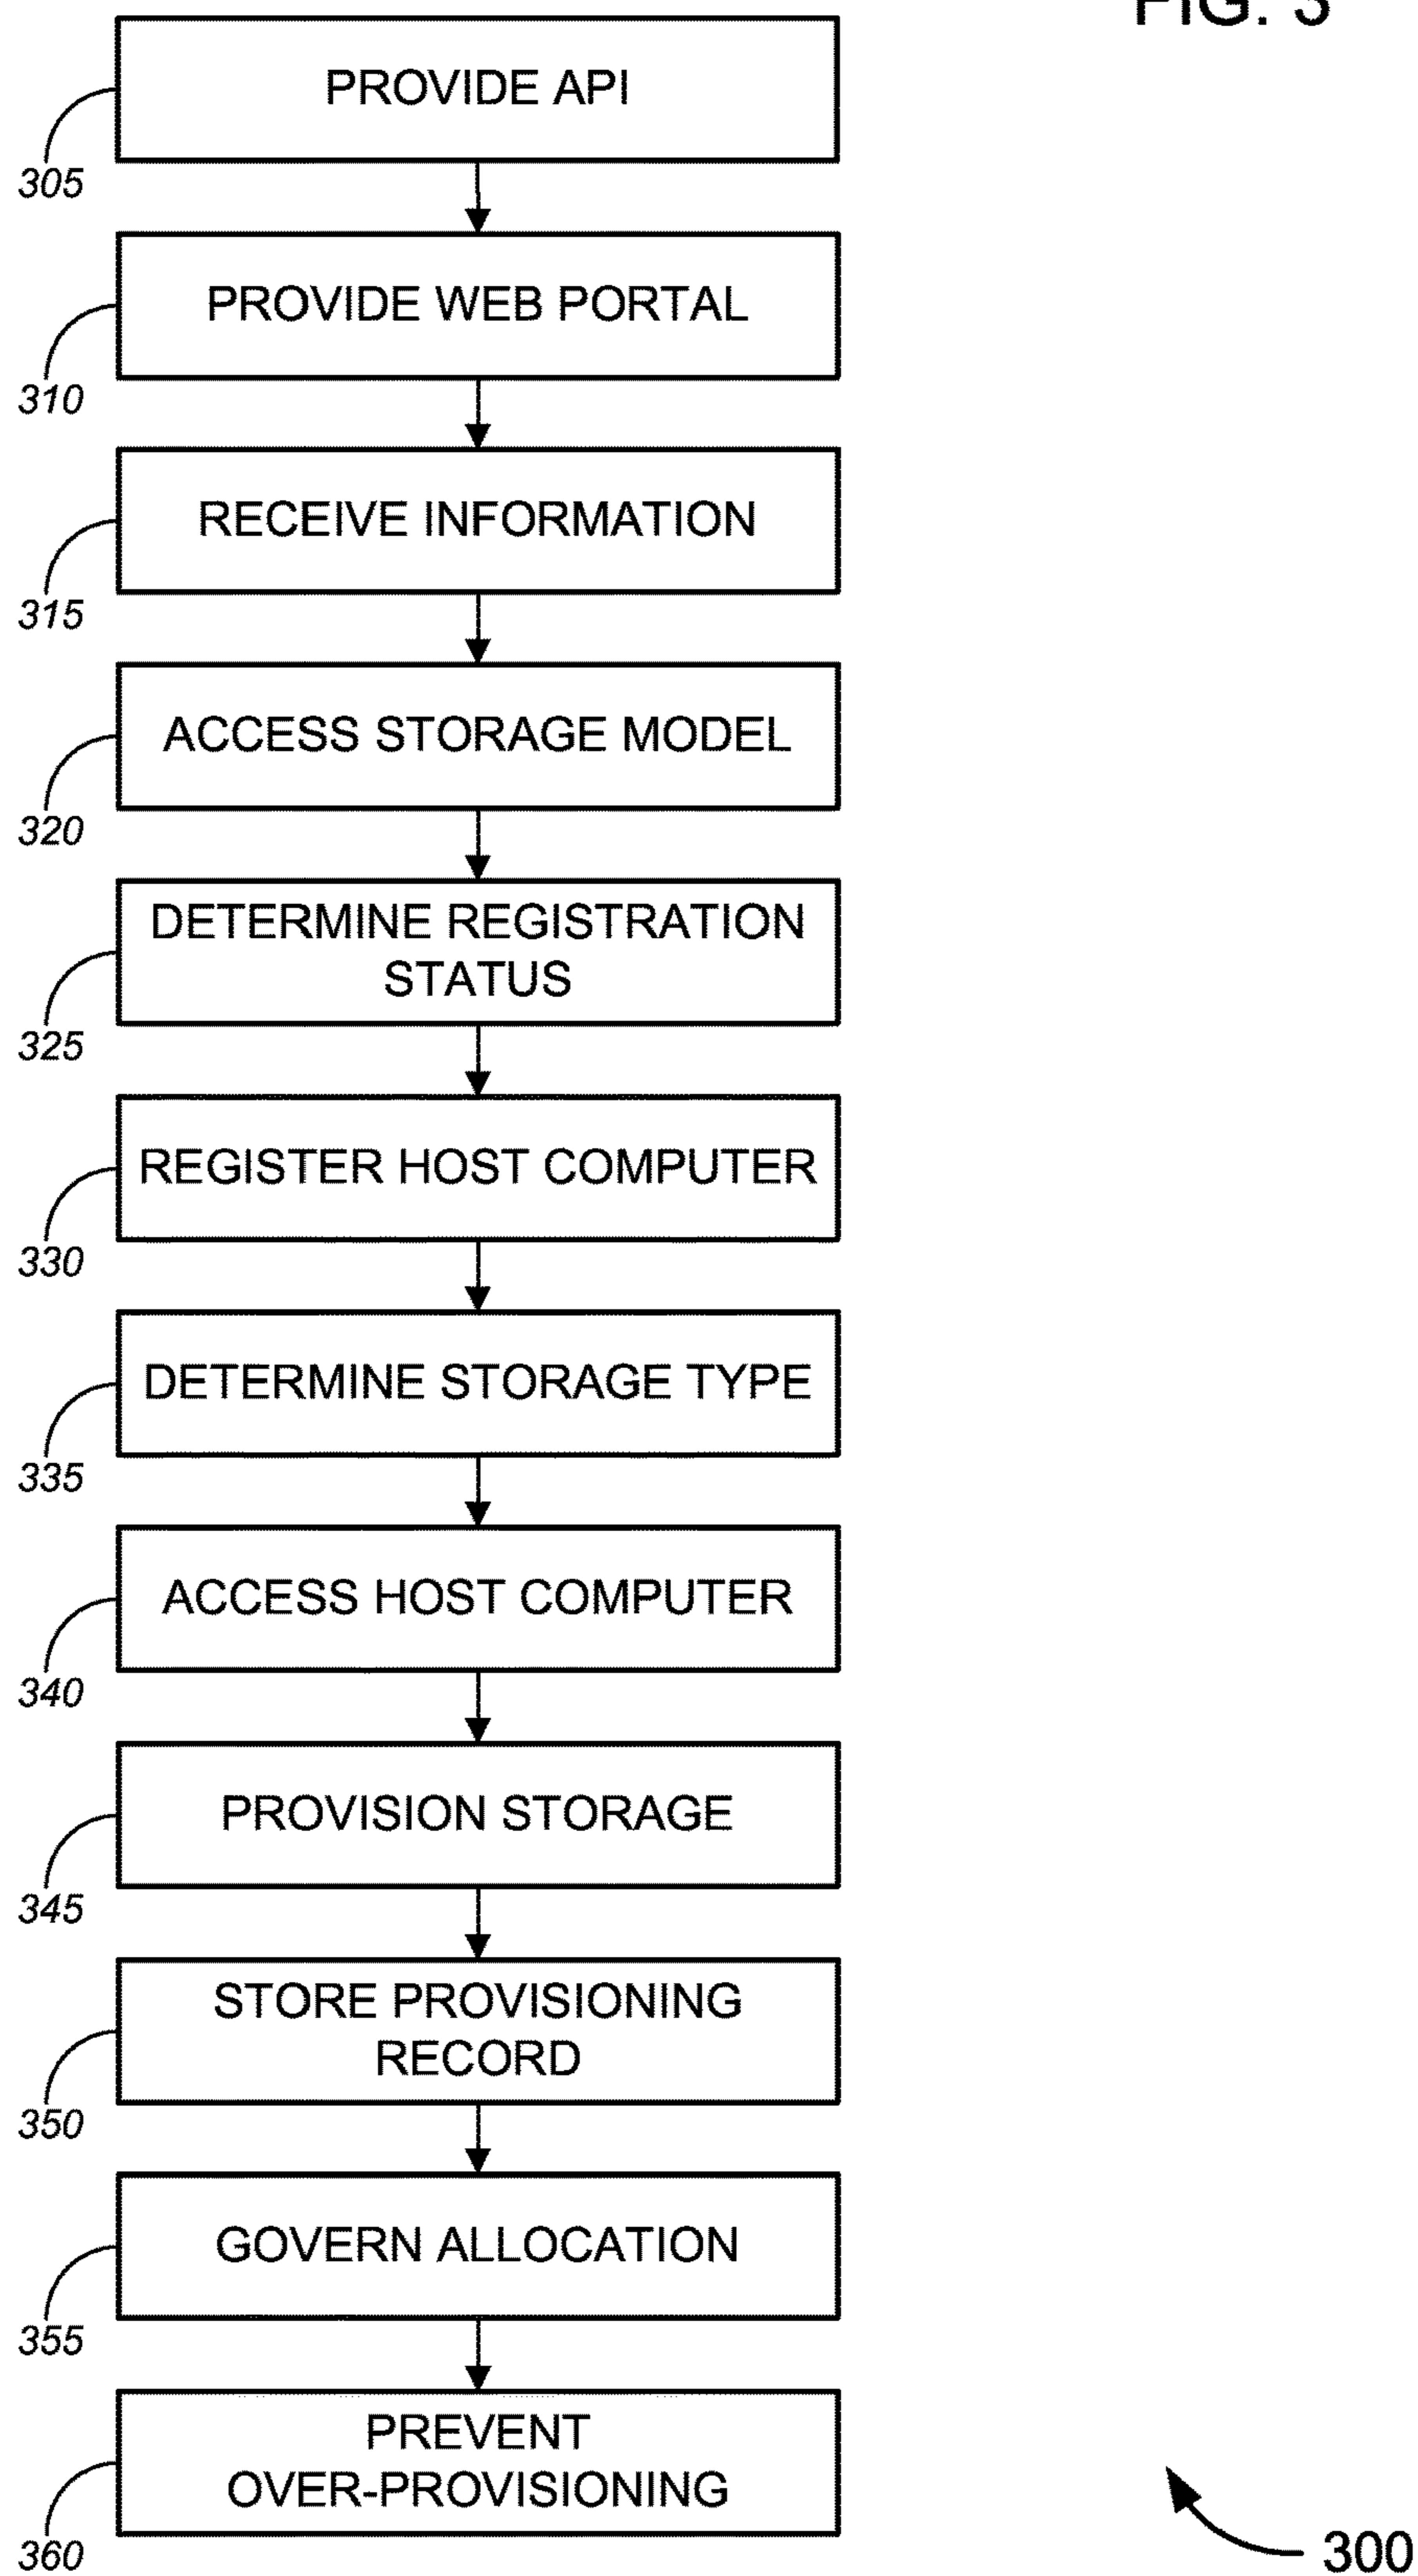 FIG. 3
PROVIDE API
305
PROVIDE WEB PORTAL
310
RECEIVE INFORMATION
315
ACCESS STORAGE MODEL
320
DETERMINE REGISTRATION
STATUS
325
REGISTER HOST COMPUTER
330
DETERMINE STORAGE TYPE
335
ACCESS HOST COMPUTER
340
PROVISION STORAGE
345
STORE PROVISIONING
RECORD
350
GOVERN ALLOCATION
355
PREVENT
OVER-PROVISIONING
360
300